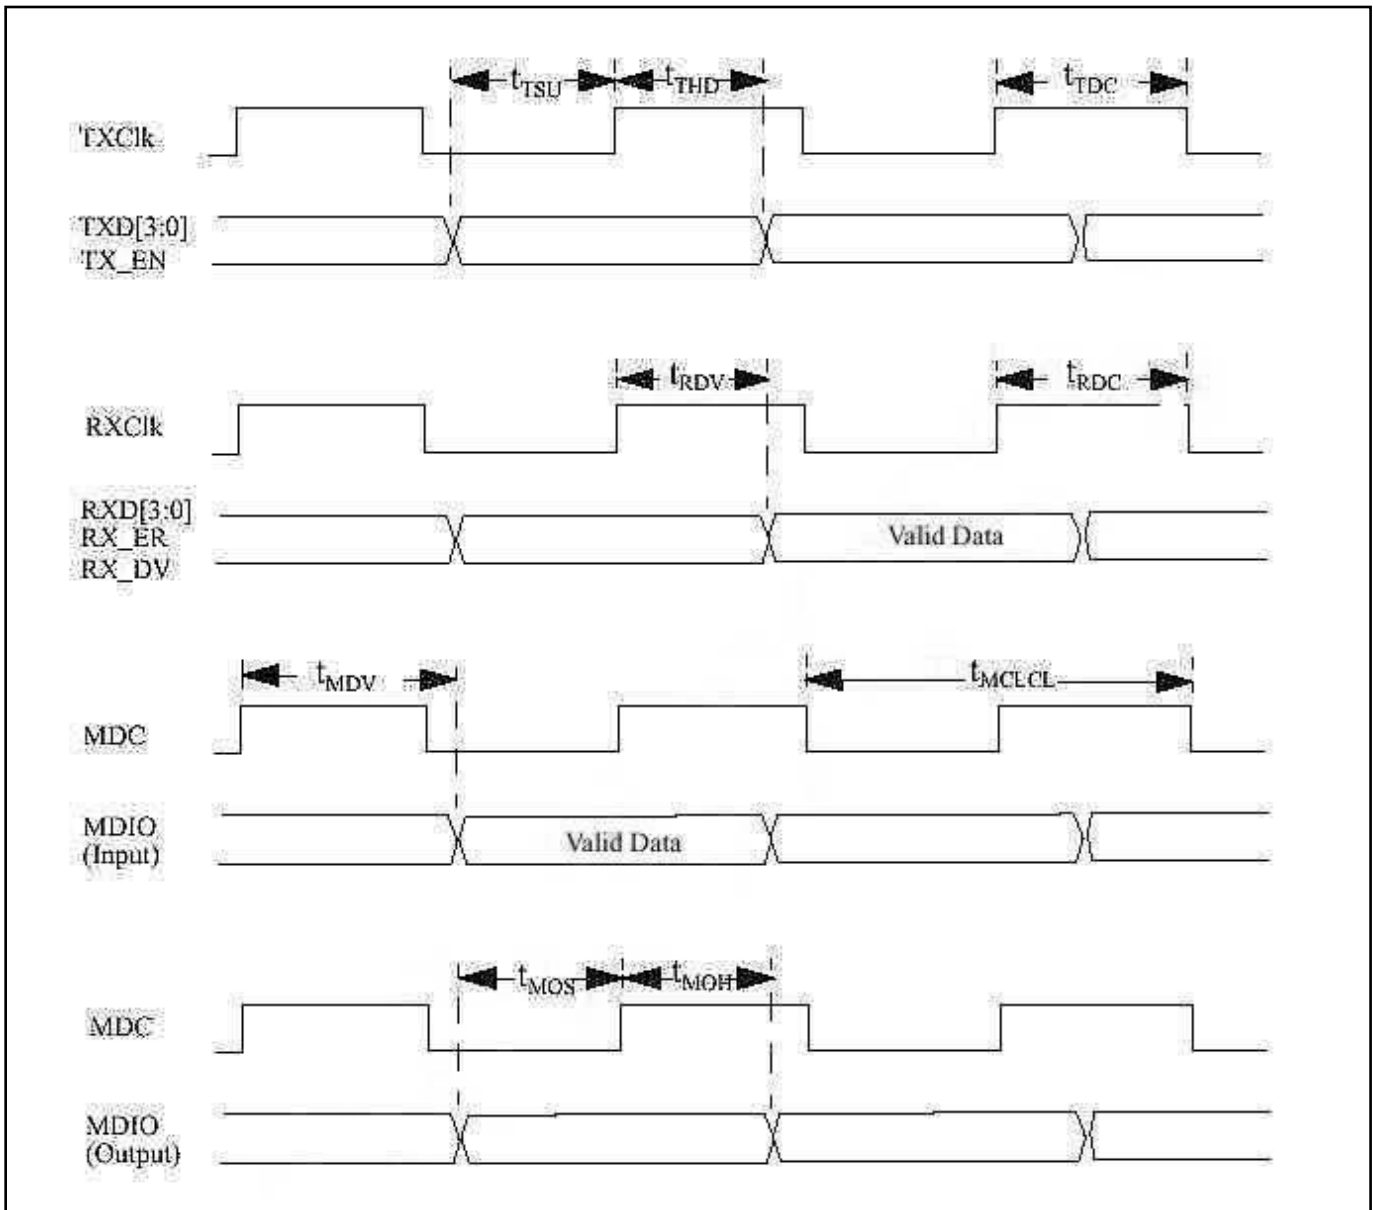 tTSU tTHD tTDC
TXClk
TXD[3:0]
TX_EN
tRDV tRDC
RXClk
RXD[3:0]
RX_ER
RX_DV
Valid Data
tMDV tMCLCL
MDC
MDIO
(Input)
Valid Data
tMOS tMOH
MDC
MDIO
(Output)